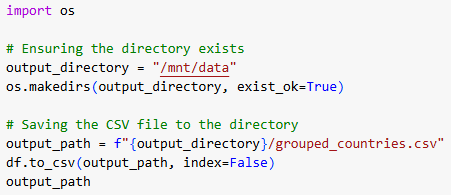 import os
# Ensuring the directory exists
output_directory = "/mnt/data"
os.makedirs(output_directory, exist_ok=True)
# Saving the CSV file to the directory
output_path = f"{output_directory}/grouped_countries.csv"
df.to_csv(output_path, index=False)
output_path